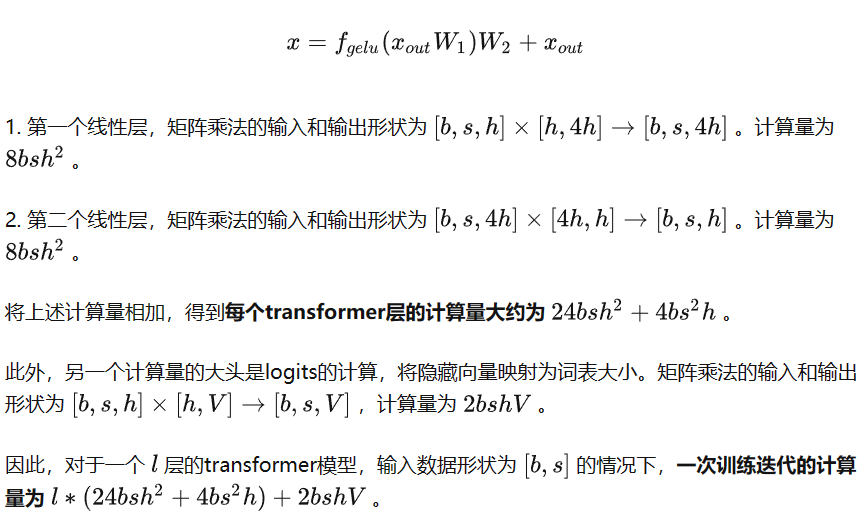 x = f_{gelu}(x_{out}W_1)W_2 + x_{out}
1. 第一个线性层，矩阵乘法的输入和输出形状为 [b, s, h] × [h, 4h] → [b, s, 4h] 。计算量为
8bsh^2 。
2. 第二个线性层，矩阵乘法的输入和输出形状为 [b, s, 4h] × [4h, h] → [b, s, h] 。计算量为
8bsh^2 。
将上述计算量相加，得到每个transformer层的计算量大约为 24bsh^2 + 4bs^2h 。
此外，另一个计算量的大头是logits的计算，将隐藏向量映射为词表大小。矩阵乘法的输入和输出
形状为 [b, s, h] × [h, V] → [b, s, V] ，计算量为 2bshV 。
因此，对于一个 l 层的transformer模型，输入数据形状为 [b, s] 的情况下，一次训练迭代的计算
量为 l * (24bsh^2 + 4bs^2h) + 2bshV 。